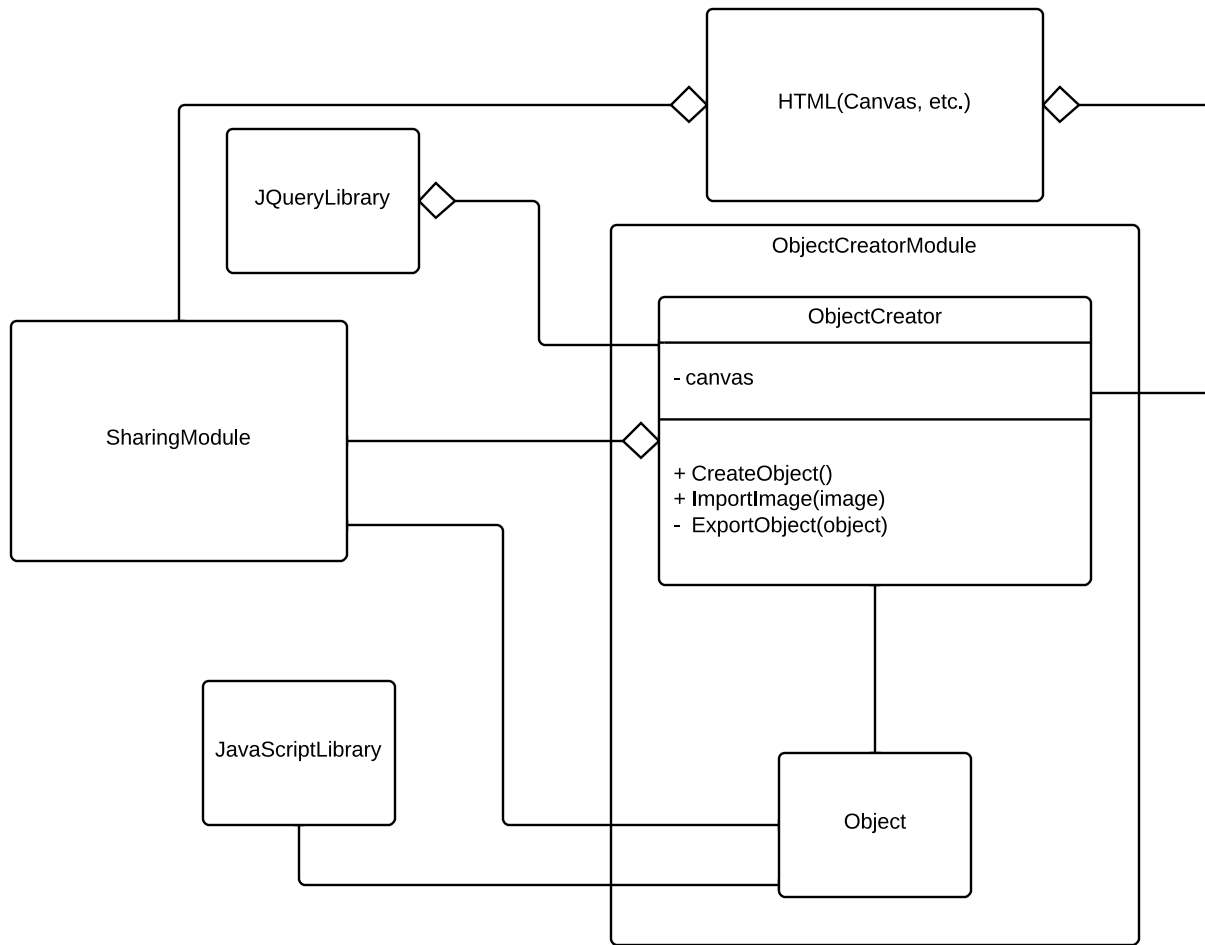 HTML(Canvas, etc.)
JQueryLibrary
ObjectCreatorModule
ObjectCreator
- canvas
SharingModule
+ CreateObject()
+ ImportImage(image)
- ExportObject(object)
JavaScriptLibrary
Object